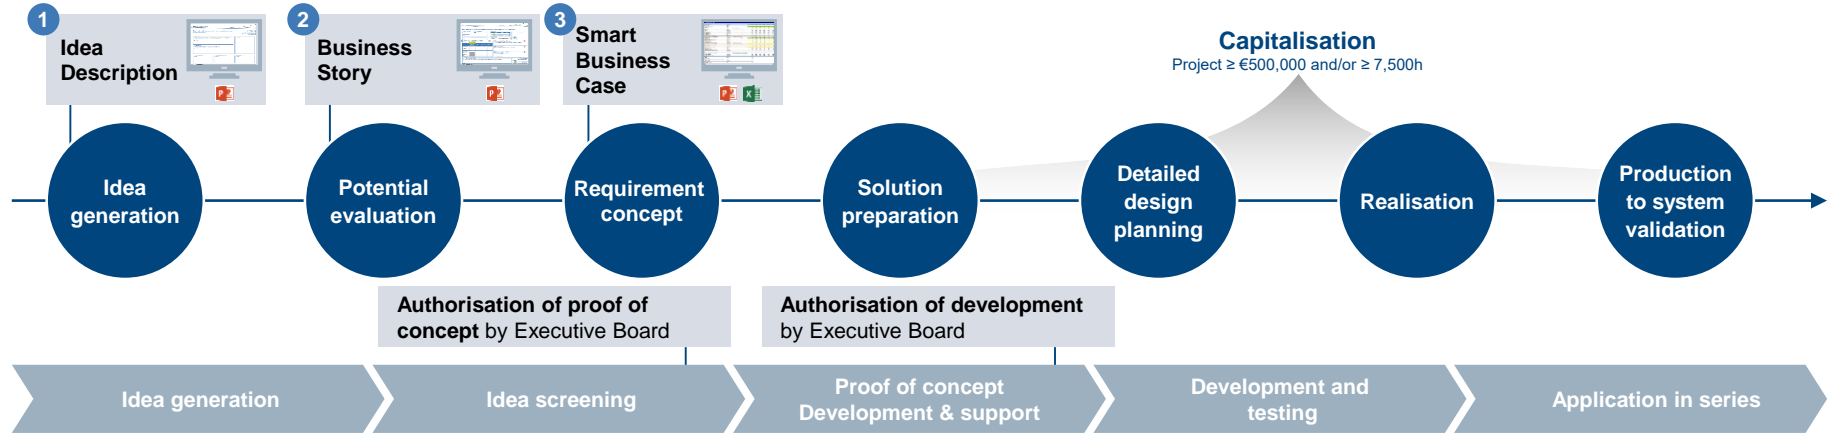 1
Idea
Description
2
Business
Story
3
Smart
Business
Case
Capitalisation
Project ≥ €500,000 and/or ≥ 7,500h
Idea
generation
Potential
evaluation
Requirement
concept
Solution
preparation
Detailed
design
planning
Realisation
Production
to system
validation
Authorisation of proof of
concept by Executive Board
Authorisation of development
by Executive Board
Idea generation
Idea screening
Proof of concept
Development & support
Development and
testing
Application in series